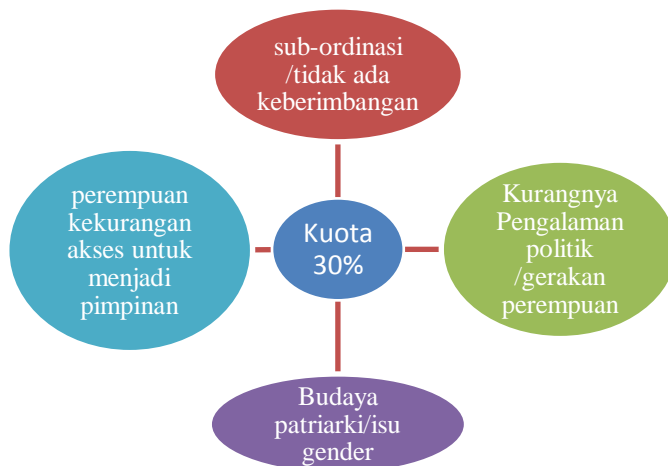 sub-ordinasi
/tidak ada
keberimbangan
perempuan
kekurangan
akses untuk
menjadi
pimpinan
Kuota
30%
Kurangnya
Pengalaman
politik
/gerakan
perempuan
Budaya
patriarki/isu
gender